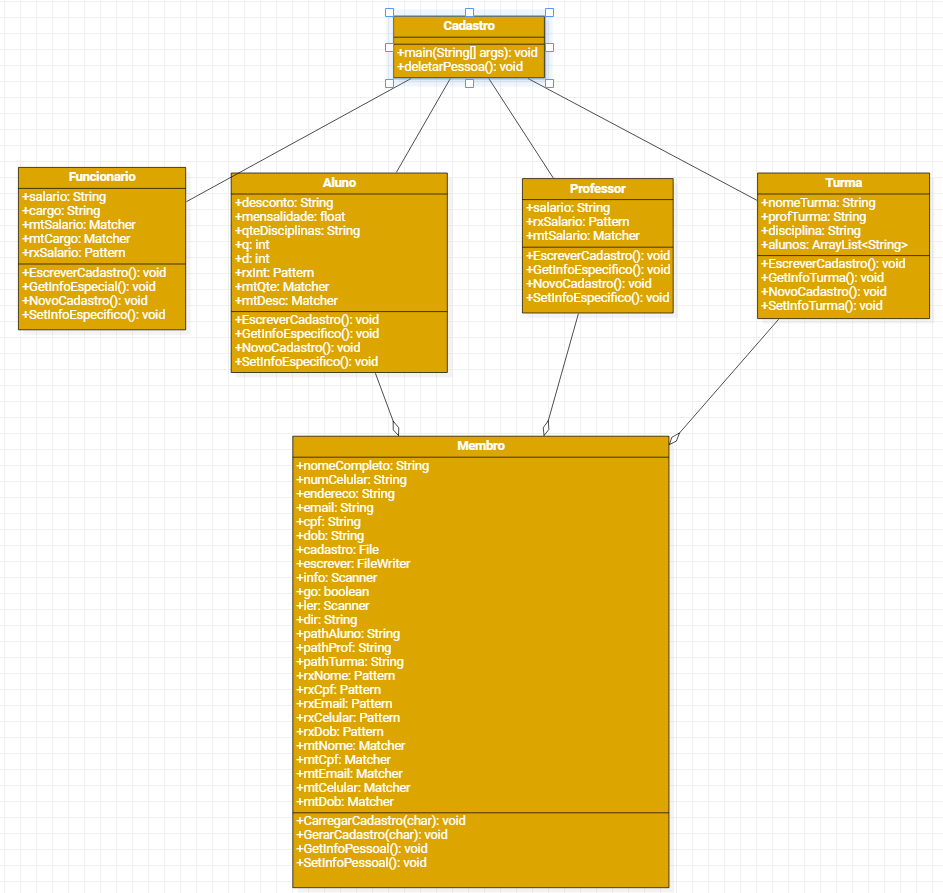 Cadastro
+main(String[] args): void
+deletarPessoa(): void
Funcionario
+salario: String
+cargo: String
+mtSalario: Matcher
+mtCargo: Matcher
+rxSalario: Pattern
+EscreverCadastro(): void
+GetInfoEspecial(): void
+NovoCadastro(): void
+SetInfoEspecifico(): void
Aluno
+desconto: String
+mensalidade: float
+qteDisciplinas: String
+q: int
+d: int
+rxInt: Pattern
+mtQte: Matcher
+mtDesc: Matcher
+EscreverCadastro(): void
+GetInfoEspecifico(): void
+NovoCadastro(): void
+SetInfoEspecifico(): void
Professor
+salario: String
+rxSalario: Pattern
+mtSalario: Matcher
+EscreverCadastro(): void
+GetInfoEspecifico(): void
+NovoCadastro(): void
+SetInfoEspecifico(): void
Turma
+nomeTurma: String
+profTurma: String
+disciplina: String
+alunos: ArrayList<String>
+EscreverCadastro(): void
+GetInfoTurma(): void
+NovoCadastro(): void
+SetInfoTurma(): void
Membro
+nomeCompleto: String
+numCelular: String
+endereco: String
+email: String
+cpf: String
+dob: String
+cadastro: File
+escrever: FileWriter
+info: Scanner
+go: boolean
+ler: Scanner
+dir: String
+pathAluno: String
+pathProf: String
+pathTurma: String
+rxNome: Pattern
+rxCpf: Pattern
+rxEmail: Pattern
+rxCelular: Pattern
+rxDob: Pattern
+mtNome: Matcher
+mtCpf: Matcher
+mtEmail: Matcher
+mtCelular: Matcher
+mtDob: Matcher
+CarregarCadastro(char): void
+GerarCadastro(char): void
+GetInfoPessoal(): void
+SetInfoPessoal(): void